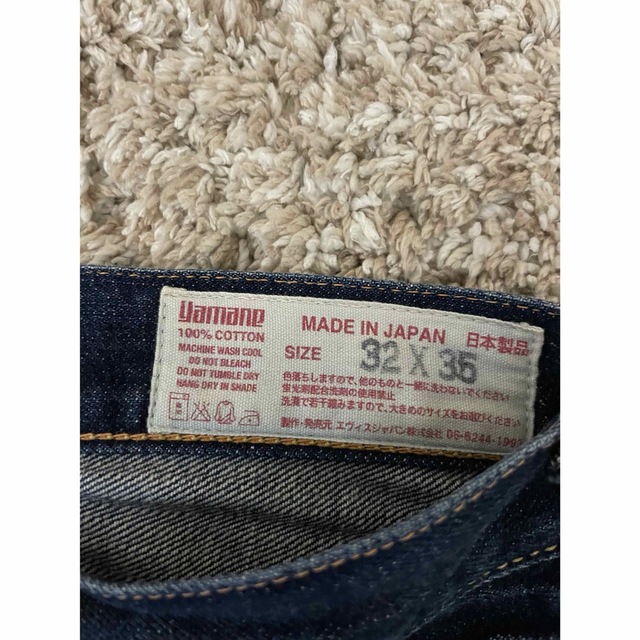 Yamane
100% COTTON
MACHINE WASH COOL
DO NOT BLEACH
DO NOT TUMBLE DRY
HANG DRY IN SHADE
MADE IN JAPAN 日本製品
SIZE 32 X 35
色落ちしますので、他のものと一緒に洗わないでください
蛍光剤配合洗剤の使用禁止
洗濯で若干縮みますので、大きめのサイズをお選びください
製作・発売元 エヴィスジャパン株式会社 06-6244-1993